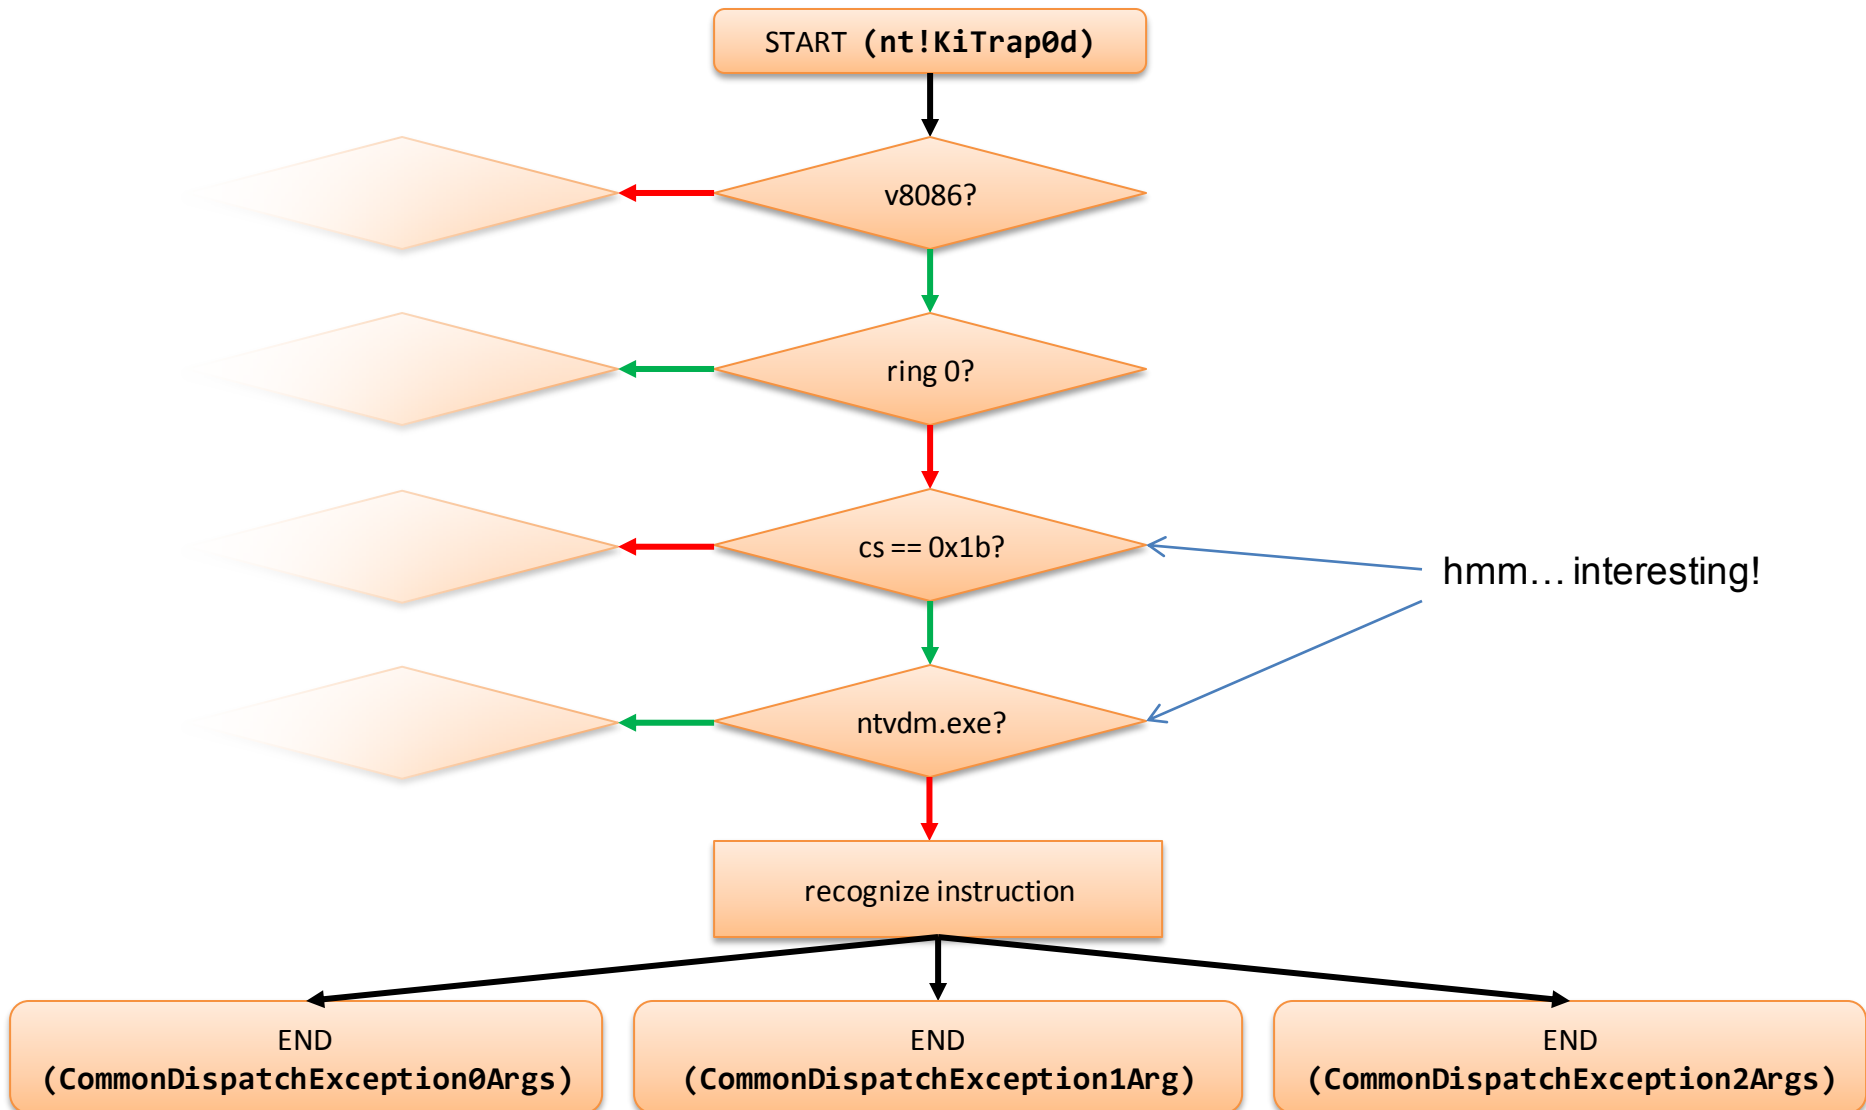 START (nt!KiTrap0d)
v8086?
ring 0?
cs == 0x1b?
hmm... interesting!
ntvdm.exe?
recognize instruction
END
(CommonDispatchException0Args)
END
(CommonDispatchException1Arg)
END
(CommonDispatchException2Args)